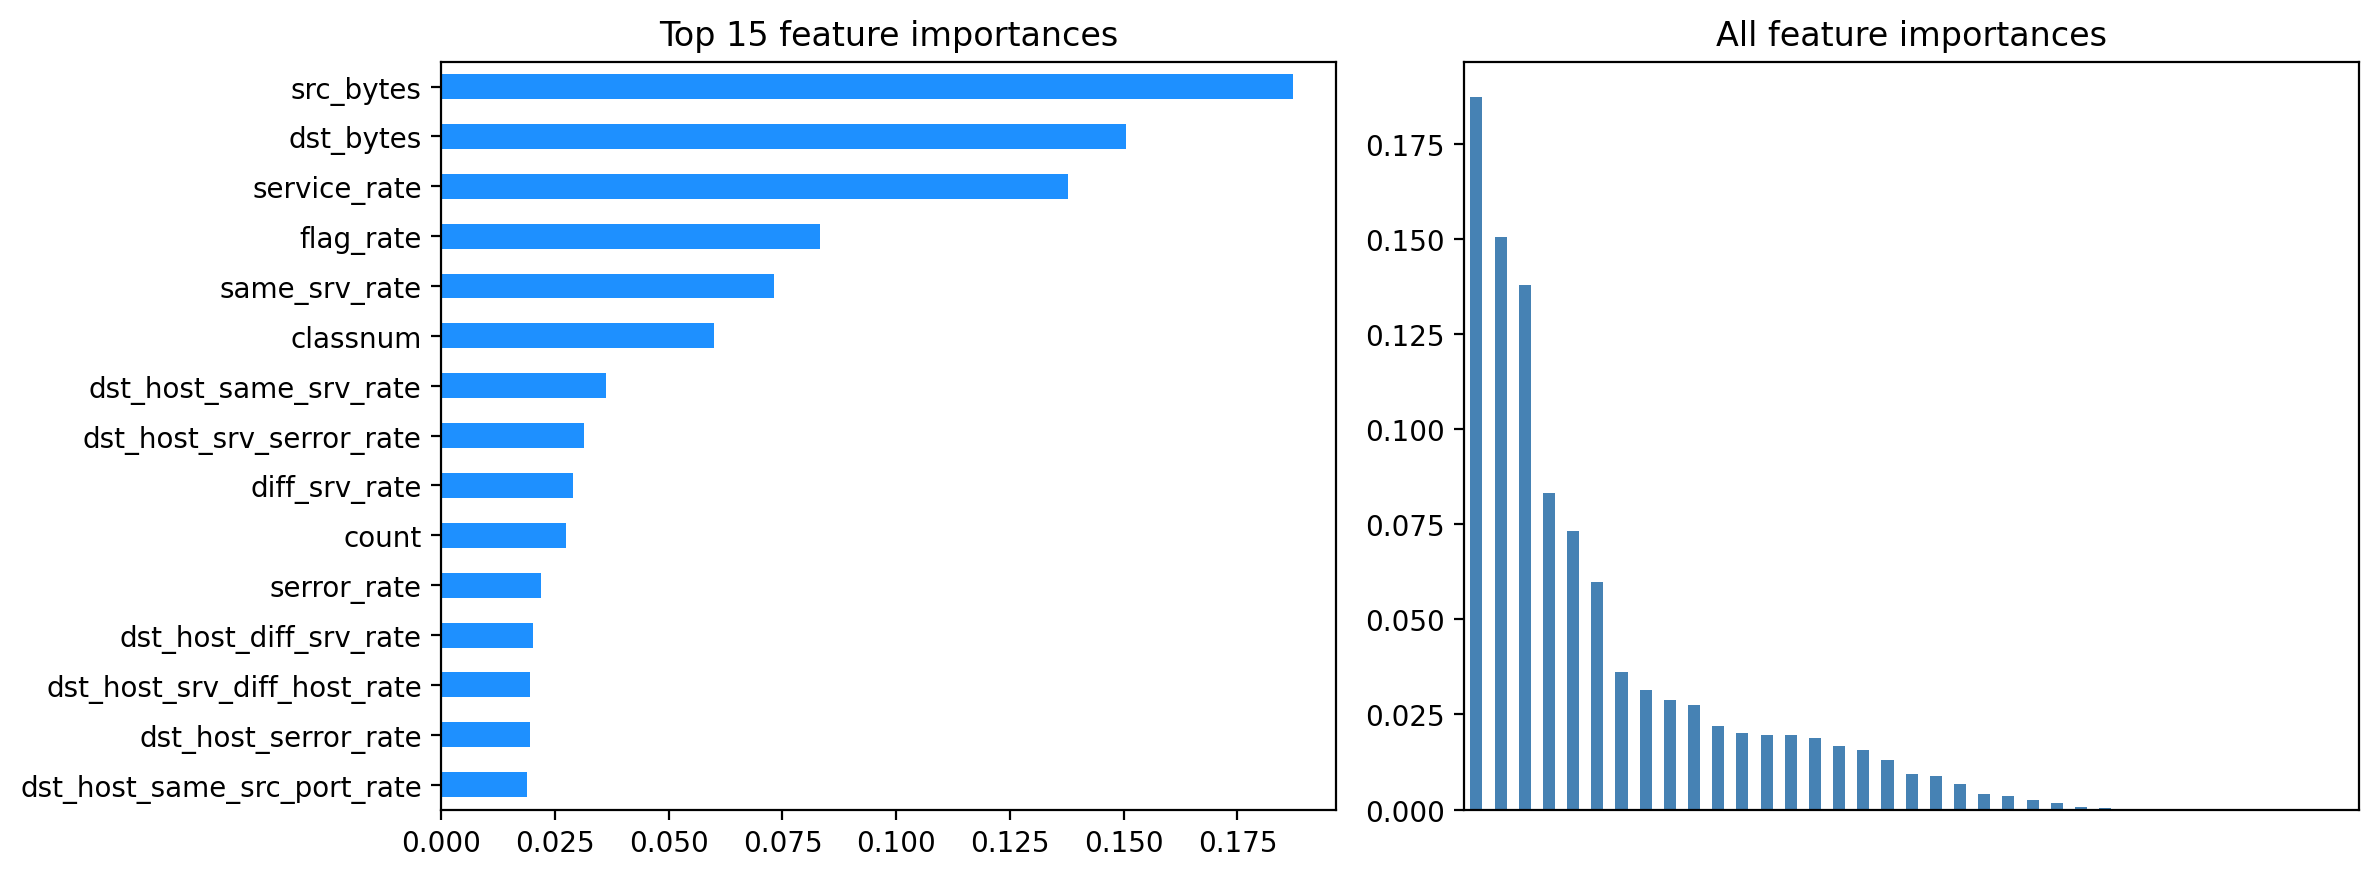 Top 15 feature importances
src_bytes
dst_bytes
service_rate
flag_rate
same_srv_rate
classnum
dst_host_same_srv_rate
dst_host_srv_serror_rate
diff_srv_rate
count
serror_rate
dst_host_diff_srv_rate
dst_host_srv_diff_host_rate
dst_host_serror_rate
dst_host_same_src_port_rate
0.000 0.025 0.050 0.075 0.100 0.125 0.150 0.175
All feature importances
0.175
0.150
0.125
0.100
0.075
0.050
0.025
0.000